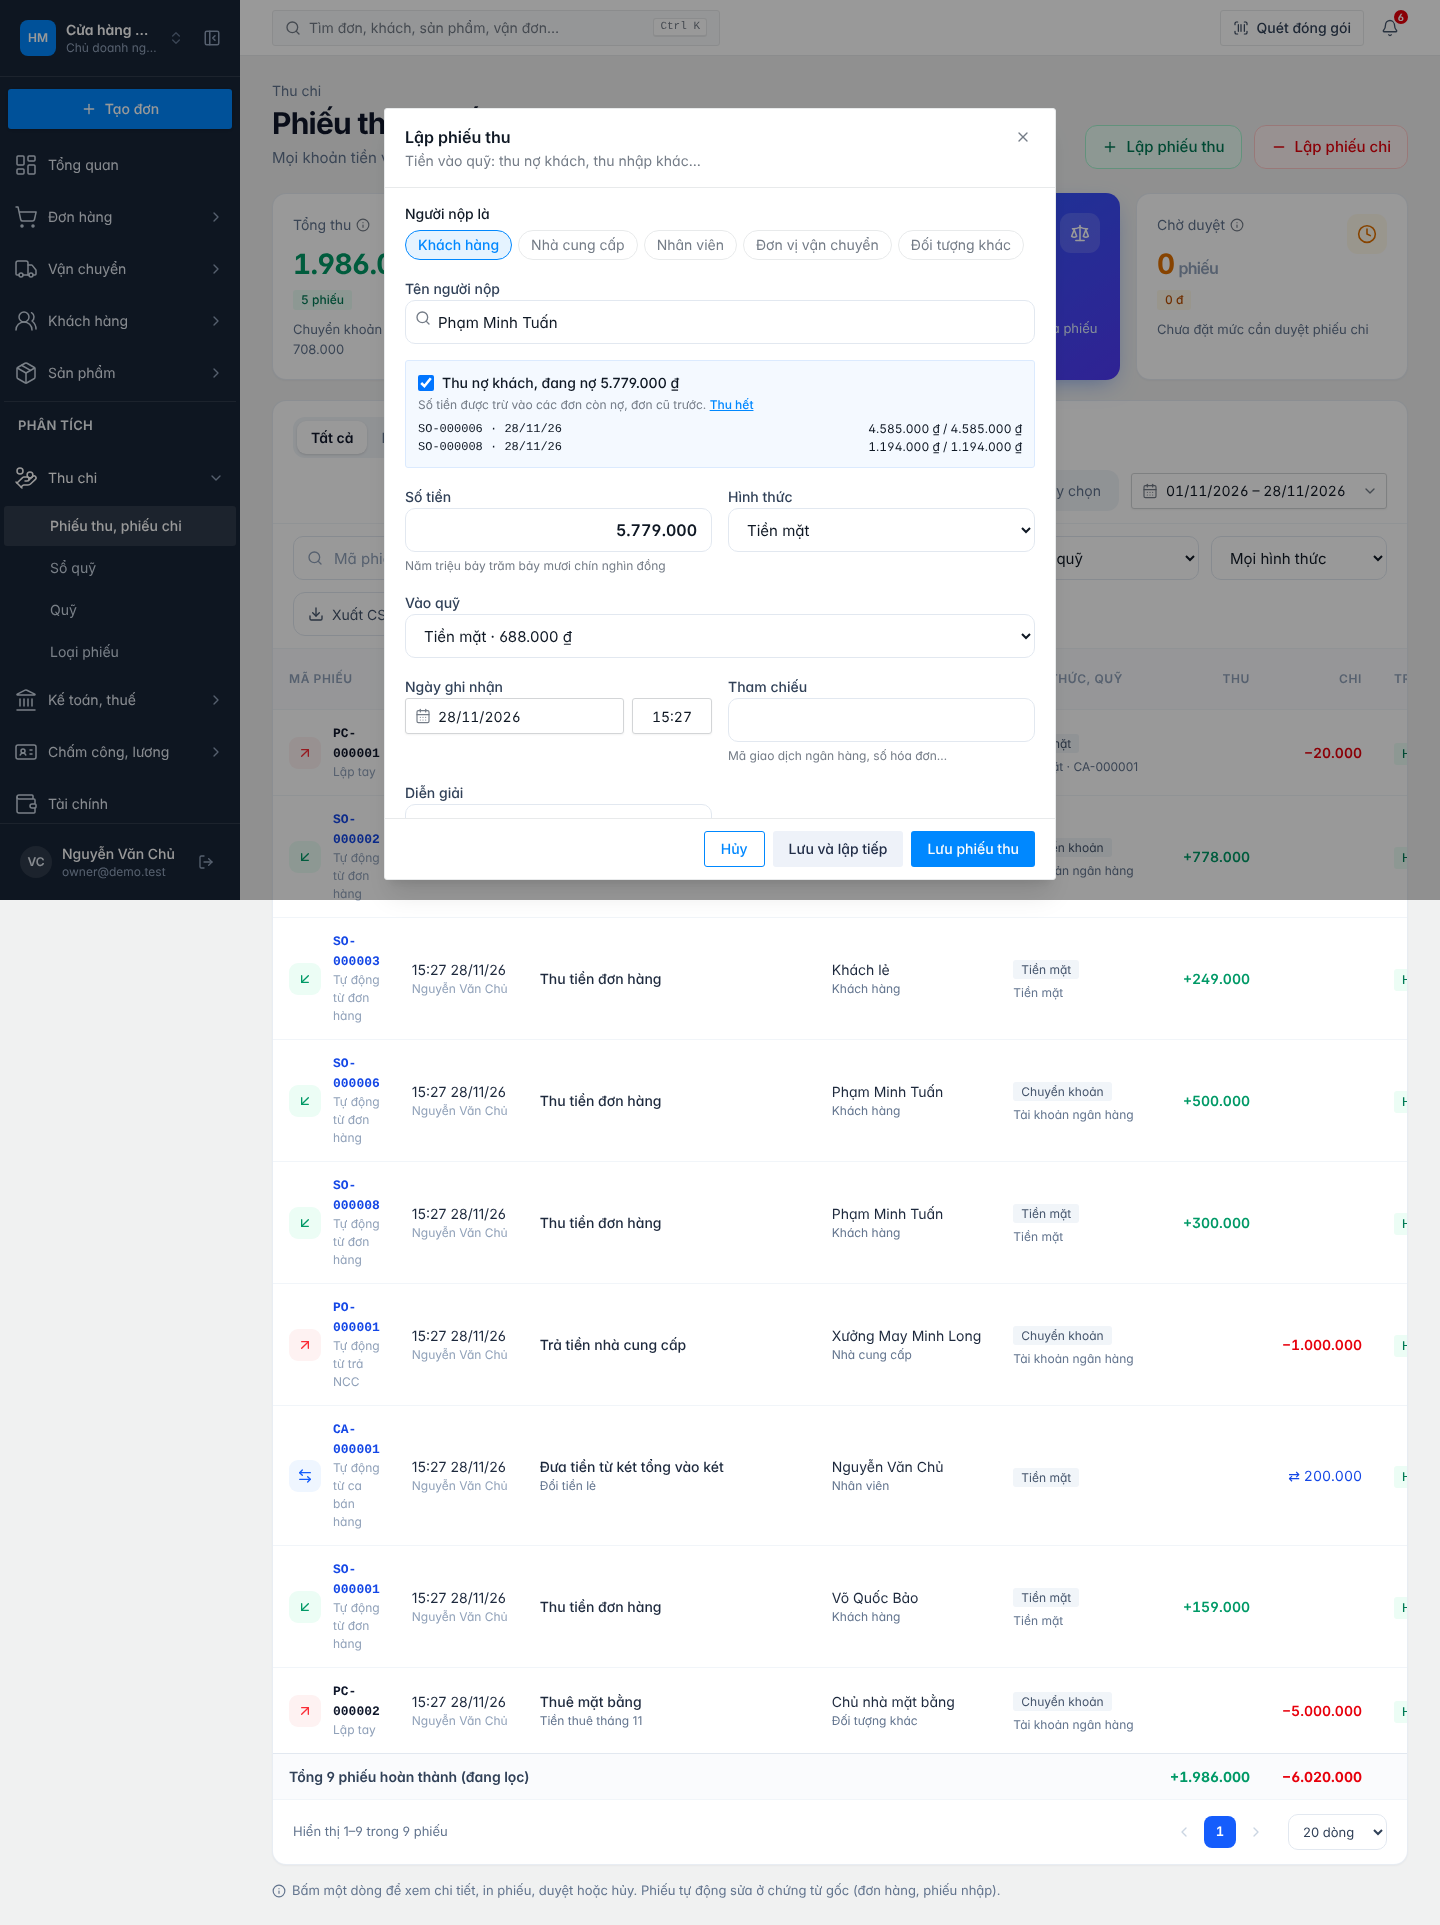 HM
Cửa hàng ...
Chủ doanh ng...
Tìm đơn, khách, sản phẩm, vận đơn...
Ctrl K
Quét đóng gói
6
Tạo đơn
Tổng quan
Đơn hàng
Vận chuyển
Khách hàng
Sản phẩm
PHÂN TÍCH
Thu chi
Phiếu thu, phiếu chi
Sổ quỹ
Quỹ
Loại phiếu
Kế toán, thuế
Chấm công, lương
Tài chính
VC
Nguyễn Văn Chủ
owner@demo.test
Thu chi
Phiếu th
Mọi khoản tiền v
Lập phiếu thu
Lập phiếu chi
Tổng thu
1.986.0
5 phiếu
Chuyển khoản
708.000
a phiếu
Chờ duyệt
0 phiếu
0 đ
Chưa đặt mức cần duyệt phiếu chi
Tất cả
y chọn
01/11/2026 – 28/11/2026
Mã phi
quỹ
Mọi hình thức
Xuất CS
Lập phiếu thu
Tiền vào quỹ: thu nợ khách, thu nhập khác...
Người nộp là
Khách hàng
Nhà cung cấp
Nhân viên
Đơn vị vận chuyển
Đối tượng khác
Tên người nộp
Phạm Minh Tuấn
Thu nợ khách, đang nợ 5.779.000 ₫
Số tiền được trừ vào các đơn còn nợ, đơn cũ trước. Thu hết
SO-000006 · 28/11/26 4.585.000 ₫ / 4.585.000 ₫
SO-000008 · 28/11/26 1.194.000 ₫ / 1.194.000 ₫
Số tiền
5.779.000
Năm triệu bảy trăm bảy mươi chín nghìn đồng
Hình thức
Tiền mặt
Vào quỹ
Tiền mặt · 688.000 ₫
Ngày ghi nhận
28/11/2026
15:27
Tham chiếu
Mã giao dịch ngân hàng, số hóa đơn...
Diễn giải
Hủy
Lưu và lập tiếp
Lưu phiếu thu
MÃ PHIẾU
THỨC, QUỸ
THU
CHI
PC-
000001
Lập tay
· CA-000001
−20.000
SO-
000002
Tự động
từ đơn
hàng
ển khoản
ản ngân hàng
+778.000
SO-
000003
Tự động
từ đơn
hàng
15:27 28/11/26
Nguyễn Văn Chủ
Thu tiền đơn hàng
Khách lẻ
Khách hàng
Tiền mặt
Tiền mặt
+249.000
SO-
000006
Tự động
từ đơn
hàng
15:27 28/11/26
Nguyễn Văn Chủ
Thu tiền đơn hàng
Phạm Minh Tuấn
Khách hàng
Chuyển khoản
Tài khoản ngân hàng
+500.000
SO-
000008
Tự động
từ đơn
hàng
15:27 28/11/26
Nguyễn Văn Chủ
Thu tiền đơn hàng
Phạm Minh Tuấn
Khách hàng
Tiền mặt
Tiền mặt
+300.000
PO-
000001
Tự động
từ trả
NCC
15:27 28/11/26
Nguyễn Văn Chủ
Trả tiền nhà cung cấp
Xưởng May Minh Long
Nhà cung cấp
Chuyển khoản
Tài khoản ngân hàng
−1.000.000
CA-
000001
Tự động
từ ca
bán
hàng
15:27 28/11/26
Nguyễn Văn Chủ
Đưa tiền từ két tổng vào két
Đổi tiền lẻ
Nguyễn Văn Chủ
Nhân viên
Tiền mặt
⇄ 200.000
SO-
000001
Tự động
từ đơn
hàng
15:27 28/11/26
Nguyễn Văn Chủ
Thu tiền đơn hàng
Võ Quốc Bảo
Khách hàng
Tiền mặt
Tiền mặt
+159.000
PC-
000002
Lập tay
15:27 28/11/26
Nguyễn Văn Chủ
Thuê mặt bằng
Tiền thuê tháng 11
Chủ nhà mặt bằng
Đối tượng khác
Chuyển khoản
Tài khoản ngân hàng
−5.000.000
Tổng 9 phiếu hoàn thành (đang lọc) +1.986.000 −6.020.000
Hiển thị 1–9 trong 9 phiếu
1
20 dòng
Bấm một dòng để xem chi tiết, in phiếu, duyệt hoặc hủy. Phiếu tự động sửa ở chứng từ gốc (đơn hàng, phiếu nhập).